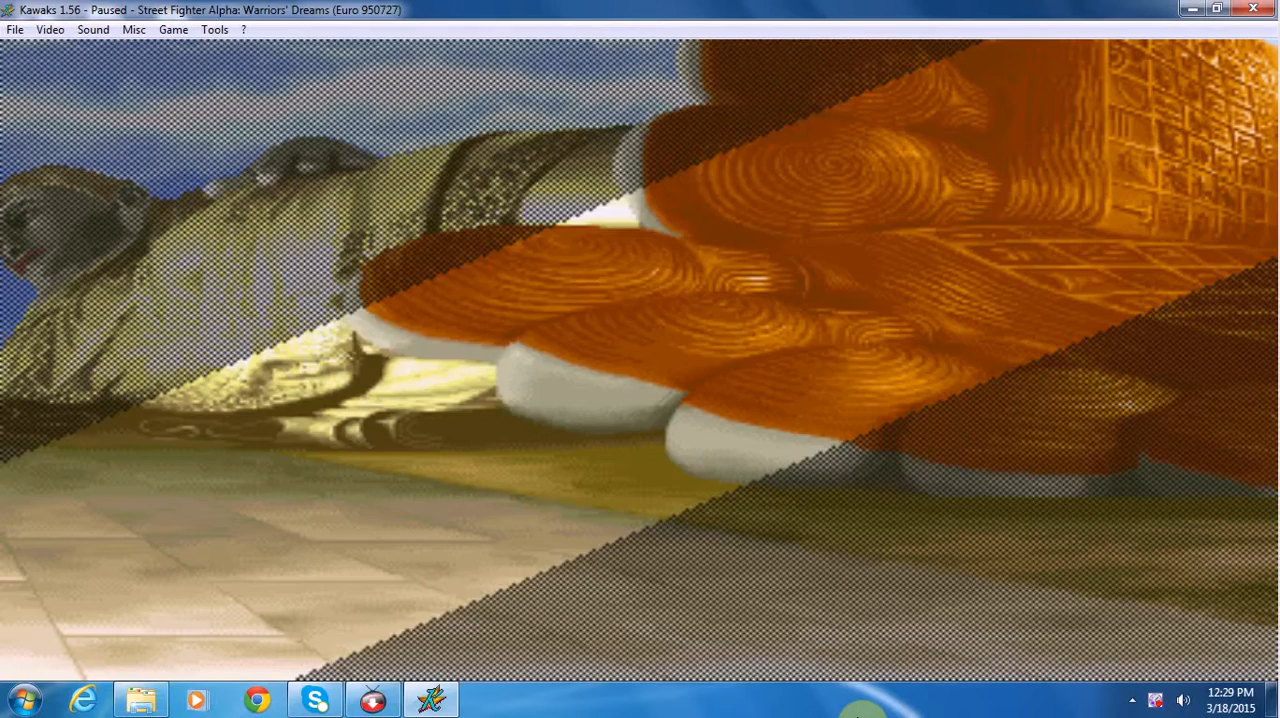 Kawaks 1.56 - Paused - Street Fighter Alpha: Warriors' Dreams (Euro 950727)
File Video Sound Misc Game Tools ?
12:29 PM
3/18/2015